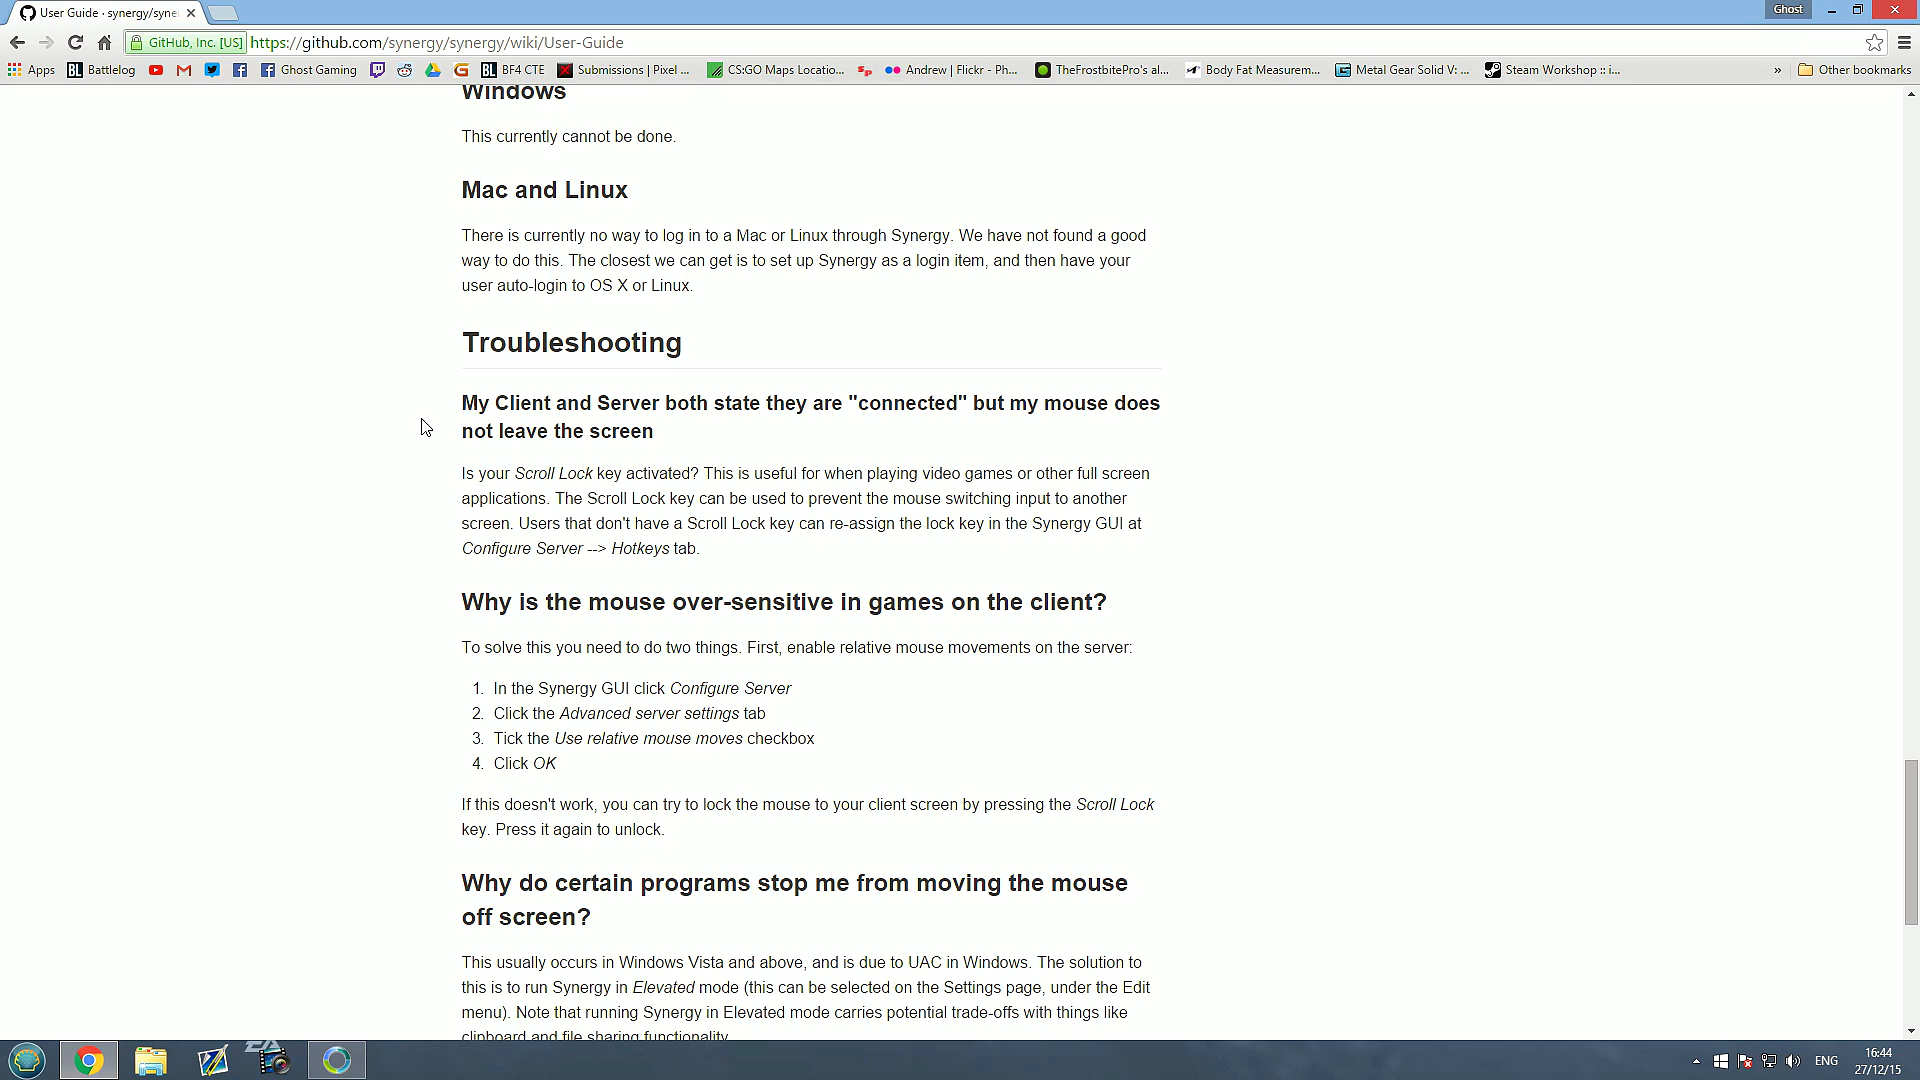 User Guide · synergy/syne
Ghost
GitHub, Inc. [US] https://github.com/synergy/synergy/wiki/User-Guide
Apps Battlelog Ghost Gaming BF4 CTE Submissions | Pixel ... CS:GO Maps Locatio... Andrew | Flickr - Ph... TheFrostbitePro's al... Body Fat Measurem... Metal Gear Solid V: ... Steam Workshop :: i... » Other bookmarks
Windows
This currently cannot be done.
Mac and Linux
There is currently no way to log in to a Mac or Linux through Synergy. We have not found a good
way to do this. The closest we can get is to set up Synergy as a login item, and then have your
user auto-login to OS X or Linux.
Troubleshooting
My Client and Server both state they are "connected" but my mouse does
not leave the screen
Is your Scroll Lock key activated? This is useful for when playing video games or other full screen
applications. The Scroll Lock key can be used to prevent the mouse switching input to another
screen. Users that don't have a Scroll Lock key can re-assign the lock key in the Synergy GUI at
Configure Server --> Hotkeys tab.
Why is the mouse over-sensitive in games on the client?
To solve this you need to do two things. First, enable relative mouse movements on the server:
1. In the Synergy GUI click Configure Server
2. Click the Advanced server settings tab
3. Tick the Use relative mouse moves checkbox
4. Click OK
If this doesn't work, you can try to lock the mouse to your client screen by pressing the Scroll Lock
key. Press it again to unlock.
Why do certain programs stop me from moving the mouse
off screen?
This usually occurs in Windows Vista and above, and is due to UAC in Windows. The solution to
this is to run Synergy in Elevated mode (this can be selected on the Settings page, under the Edit
menu). Note that running Synergy in Elevated mode carries potential trade-offs with things like
clipboard and file sharing functionality.
EA
ENG
16:44
27/12/15